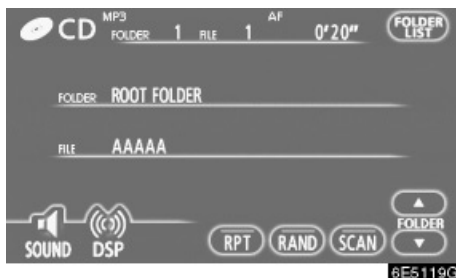 CD MP3 FOLDER 1 FILE 1 AF 0'20" FOLDER LIST
FOLDER ROOT FOLDER
FILE AAAAA
SOUND DSP RPT RAND SCAN ▲ FOLDER ▼
6E5119G